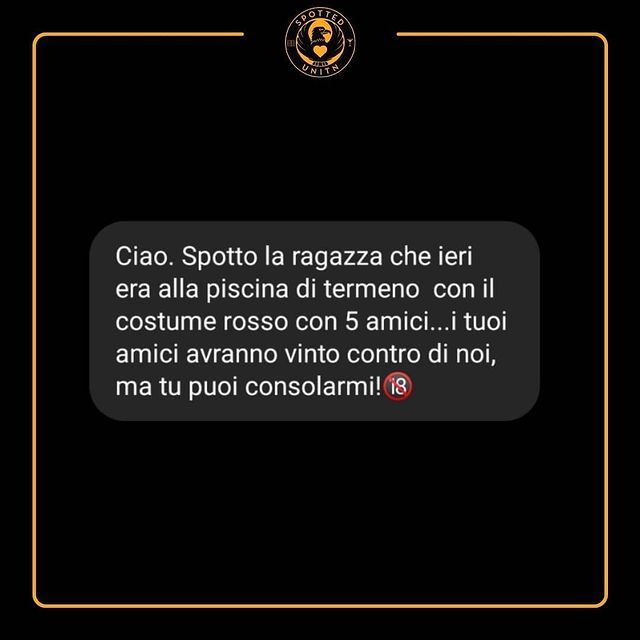 SPOTTED
UNITN
Ciao. Spotto la ragazza che ieri
era alla piscina di termeno  con il
costume rosso con 5 amici...i tuoi
amici avranno vinto contro di noi,
ma tu puoi consolarmi!🔞